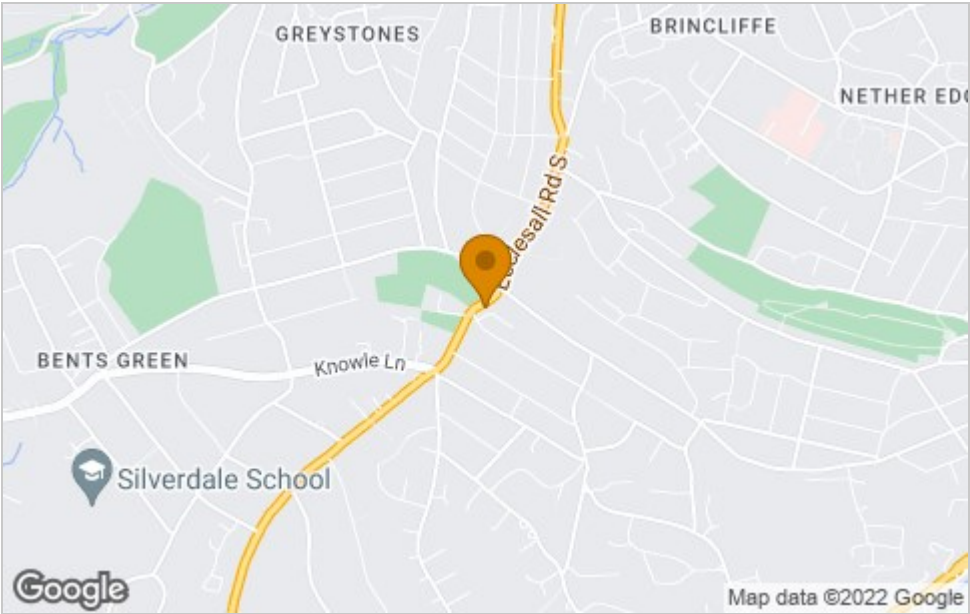 GREYSTONES
BRINCLIFFE
NETHER EDG
Ecclesall Rd S
BENTS GREEN
Knowle Ln
Silverdale School
Google
Map data ©2022 Google